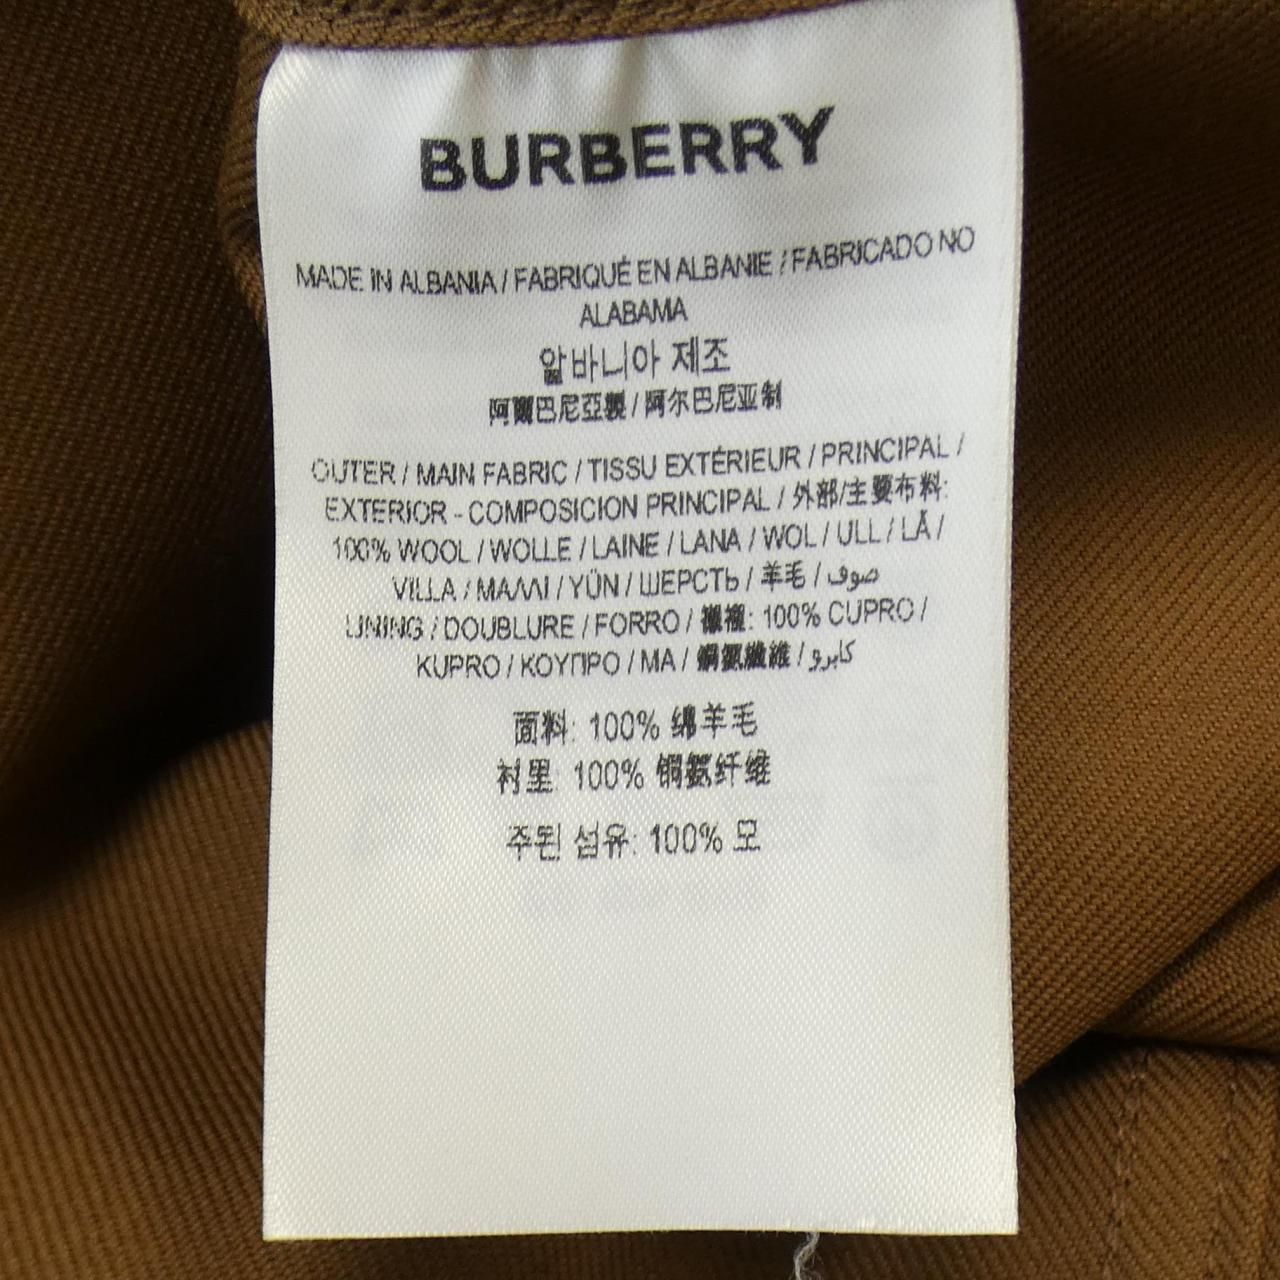 BURBERRY
MADE IN ALBANIA / FABRIQUÉ EN ALBANIE / FABRICADO NO
ALABAMA
알바니아 제조
阿爾巴尼亞製 / 阿尔巴尼亚制
OUTER / MAIN FABRIC / TISSU EXTÉRIEUR / PRINCIPAL /
EXTERIOR - COMPOSICION PRINCIPAL / 外部/主要布料:
100% WOOL / WOLLE / LAINE / LANA / WOL / ULL / LÃ /
VILLA / ΜΑΛΛΙ / YÜN / ШЕРСТЬ / 羊毛 / صوف
LINING / DOUBLURE / FORRO / 襯裡: 100% CUPRO /
KUPRO / ΚΟΥΠΡΟ / MA / 銅氨纖維 / كابرو
面料: 100% 绵羊毛
衬里: 100% 铜氨纤维
주된 섬유: 100% 모